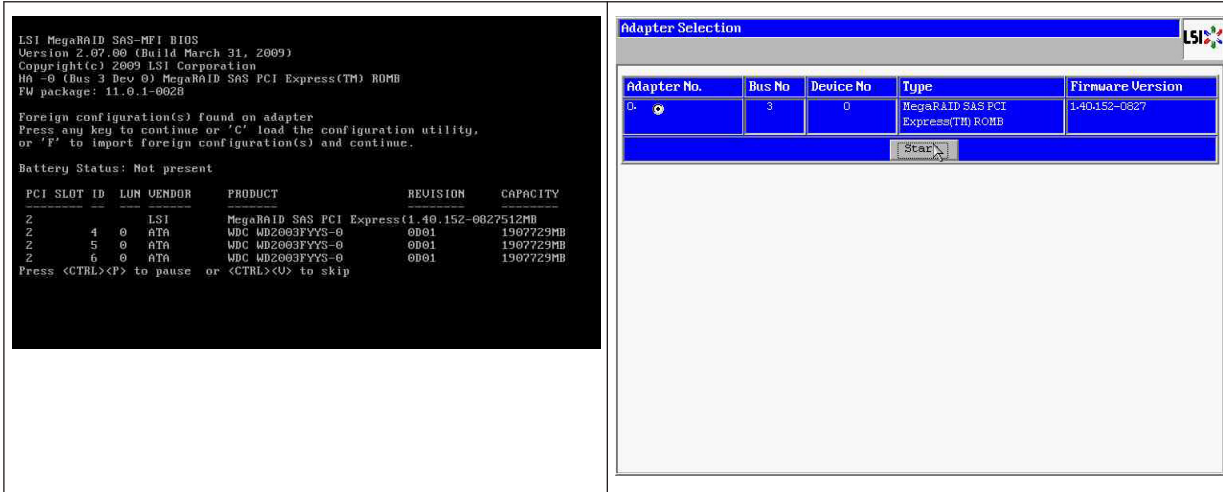 LSI MegaRAID SAS-MFI BIOS
Version 2.07.00 (Build March 31, 2009)
Copyright(c) 2009 LSI Corporation
HA -0 (Bus 3 Dev 0) MegaRAID SAS PCI Express(TM) ROMB
FW package: 11.0.1-0028
Foreign configuration(s) found on adapter
Press any key to continue or 'C' load the configuration utility,
or 'F' to import foreign configuration(s) and continue.
Battery Status: Not present
PCI SLOT ID LUN VENDOR PRODUCT REVISION CAPACITY
2 LSI MegaRAID SAS PCI Express(1.40.152-0827512MB
2 4 0 ATA WDC WD2003FYYS-0 0D01 1907729MB
2 5 0 ATA WDC WD2003FYYS-0 0D01 1907729MB
2 6 0 ATA WDC WD2003FYYS-0 0D01 1907729MB
Press <CTRL><P> to pause or <CTRL><V> to skip
Adapter Selection
LSI
Adapter No. Bus No Device No Type Firmware Version
0. 3 0 MegaRAID SAS PCI 1.40.152-0827
Express(TM) ROMB
Start